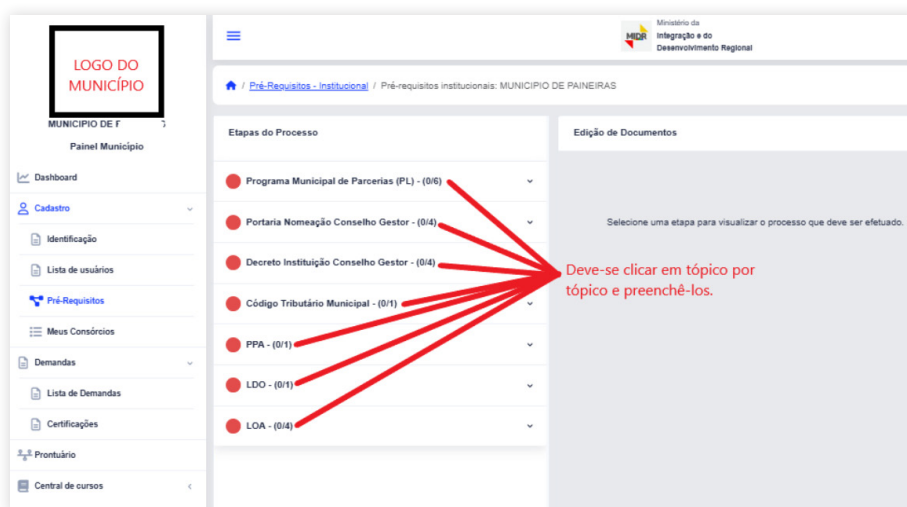 LOGO DO
MUNICÍPIO
MUNICIPIO DE
Painel Município
Dashboard
Cadastro
Identificação
Lista de usuários
Pré-Requisitos
Meus Consórcios
Demandas
Lista de Demandas
Certificações
Prontuário
Central de cursos
MIDR
Ministério da
Integração e do
Desenvolvimento Regional
/ Pré-Requisitos - Institucional / Pré-requisitos institucionais: MUNICIPIO DE PAINEIRAS
Etapas do Processo
Programa Municipal de Parcerias (PL) - (0/6)
Portaria Nomeação Conselho Gestor - (0/4)
Decreto Instituição Conselho Gestor - (0/4)
Código Tributário Municipal - (0/1)
PPA - (0/1)
LDO - (0/1)
LOA - (0/4)
Edição de Documentos
Selecione uma etapa para visualizar o processo que deve ser efetuado.
Deve-se clicar em tópico por
tópico e preenchê-los.